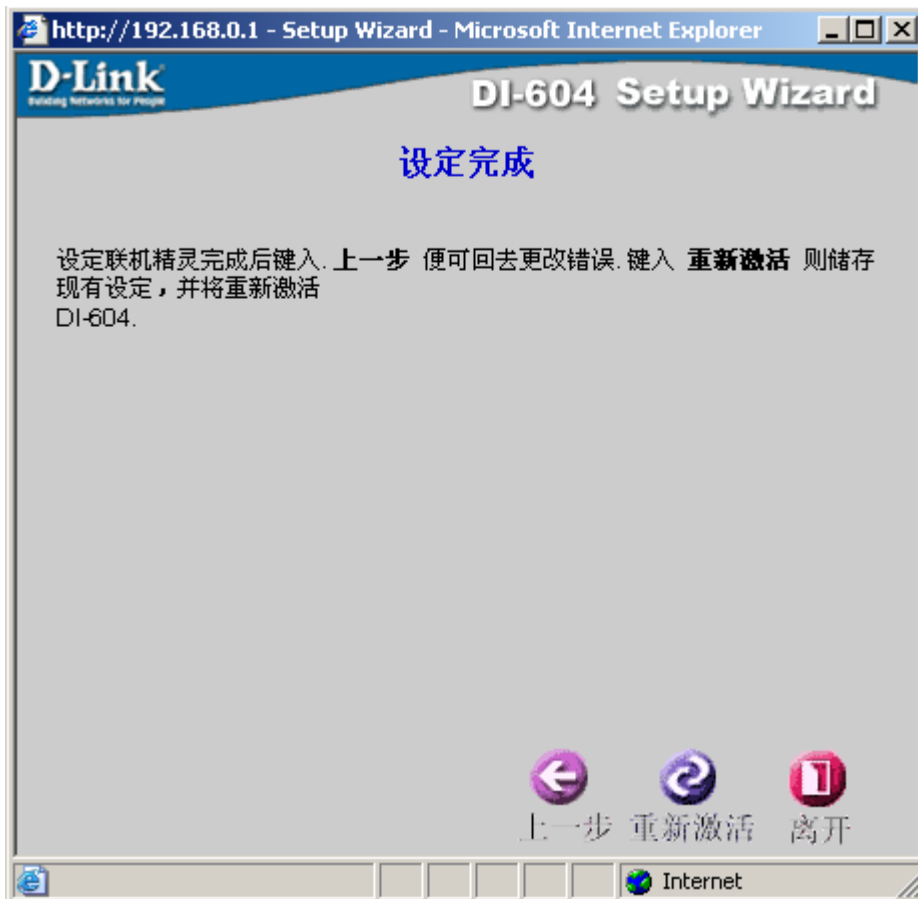 http://192.168.0.1 - Setup Wizard - Microsoft Internet Explorer
D-Link
Building Networks for People
DI-604 Setup Wizard
设定完成
设定联机精灵完成后键入. 上一步 便可回去更改错误. 键入 重新激活 则储存
现有设定，并将重新激活
DI-604.
上一步 重新激活 离开
Internet